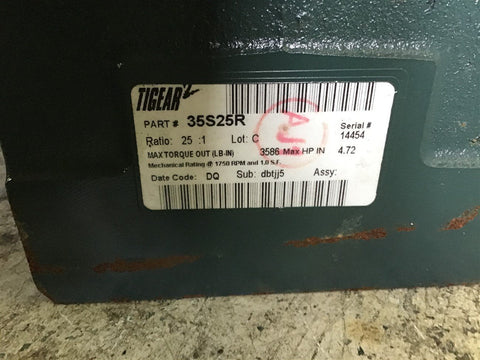 TIGEAR 2
PART # 35S25R
Serial #
14454
Ratio: 25 :1 Lot: C
MAX TORQUE OUT (LB-IN) 3586 Max HP IN 4.72
Mechanical Rating @ 1750 RPM and 1.0 S.F.
Date Code: DQ Sub: dbtjj5 Assy: